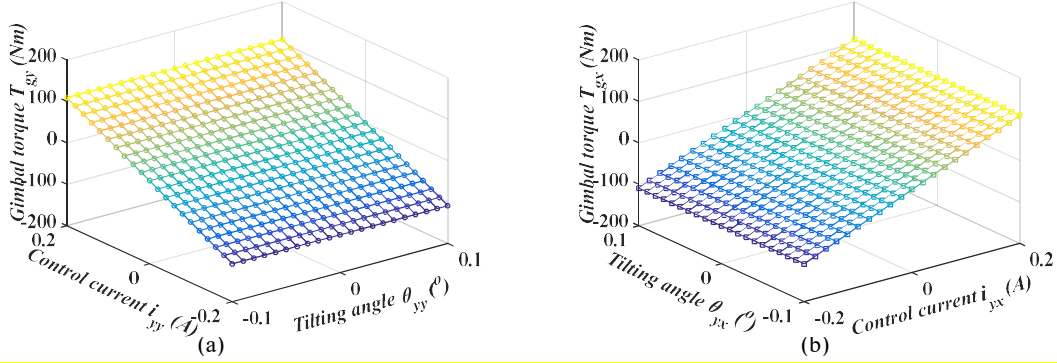 Gimbal torque T_gy (Nm)
200
100
0
-100
-200
0.2
0
-0.2
Control current i_yy (A)
-0.1
0
0.1
Tilting angle θ_yy (o)
(a)
Gimbal torque T_gx (Nm)
200
100
0
-100
-200
0.1
0
-0.1
Tilting angle θ_yx (o)
-0.2
0
0.2
Control current i_yx (A)
(b)